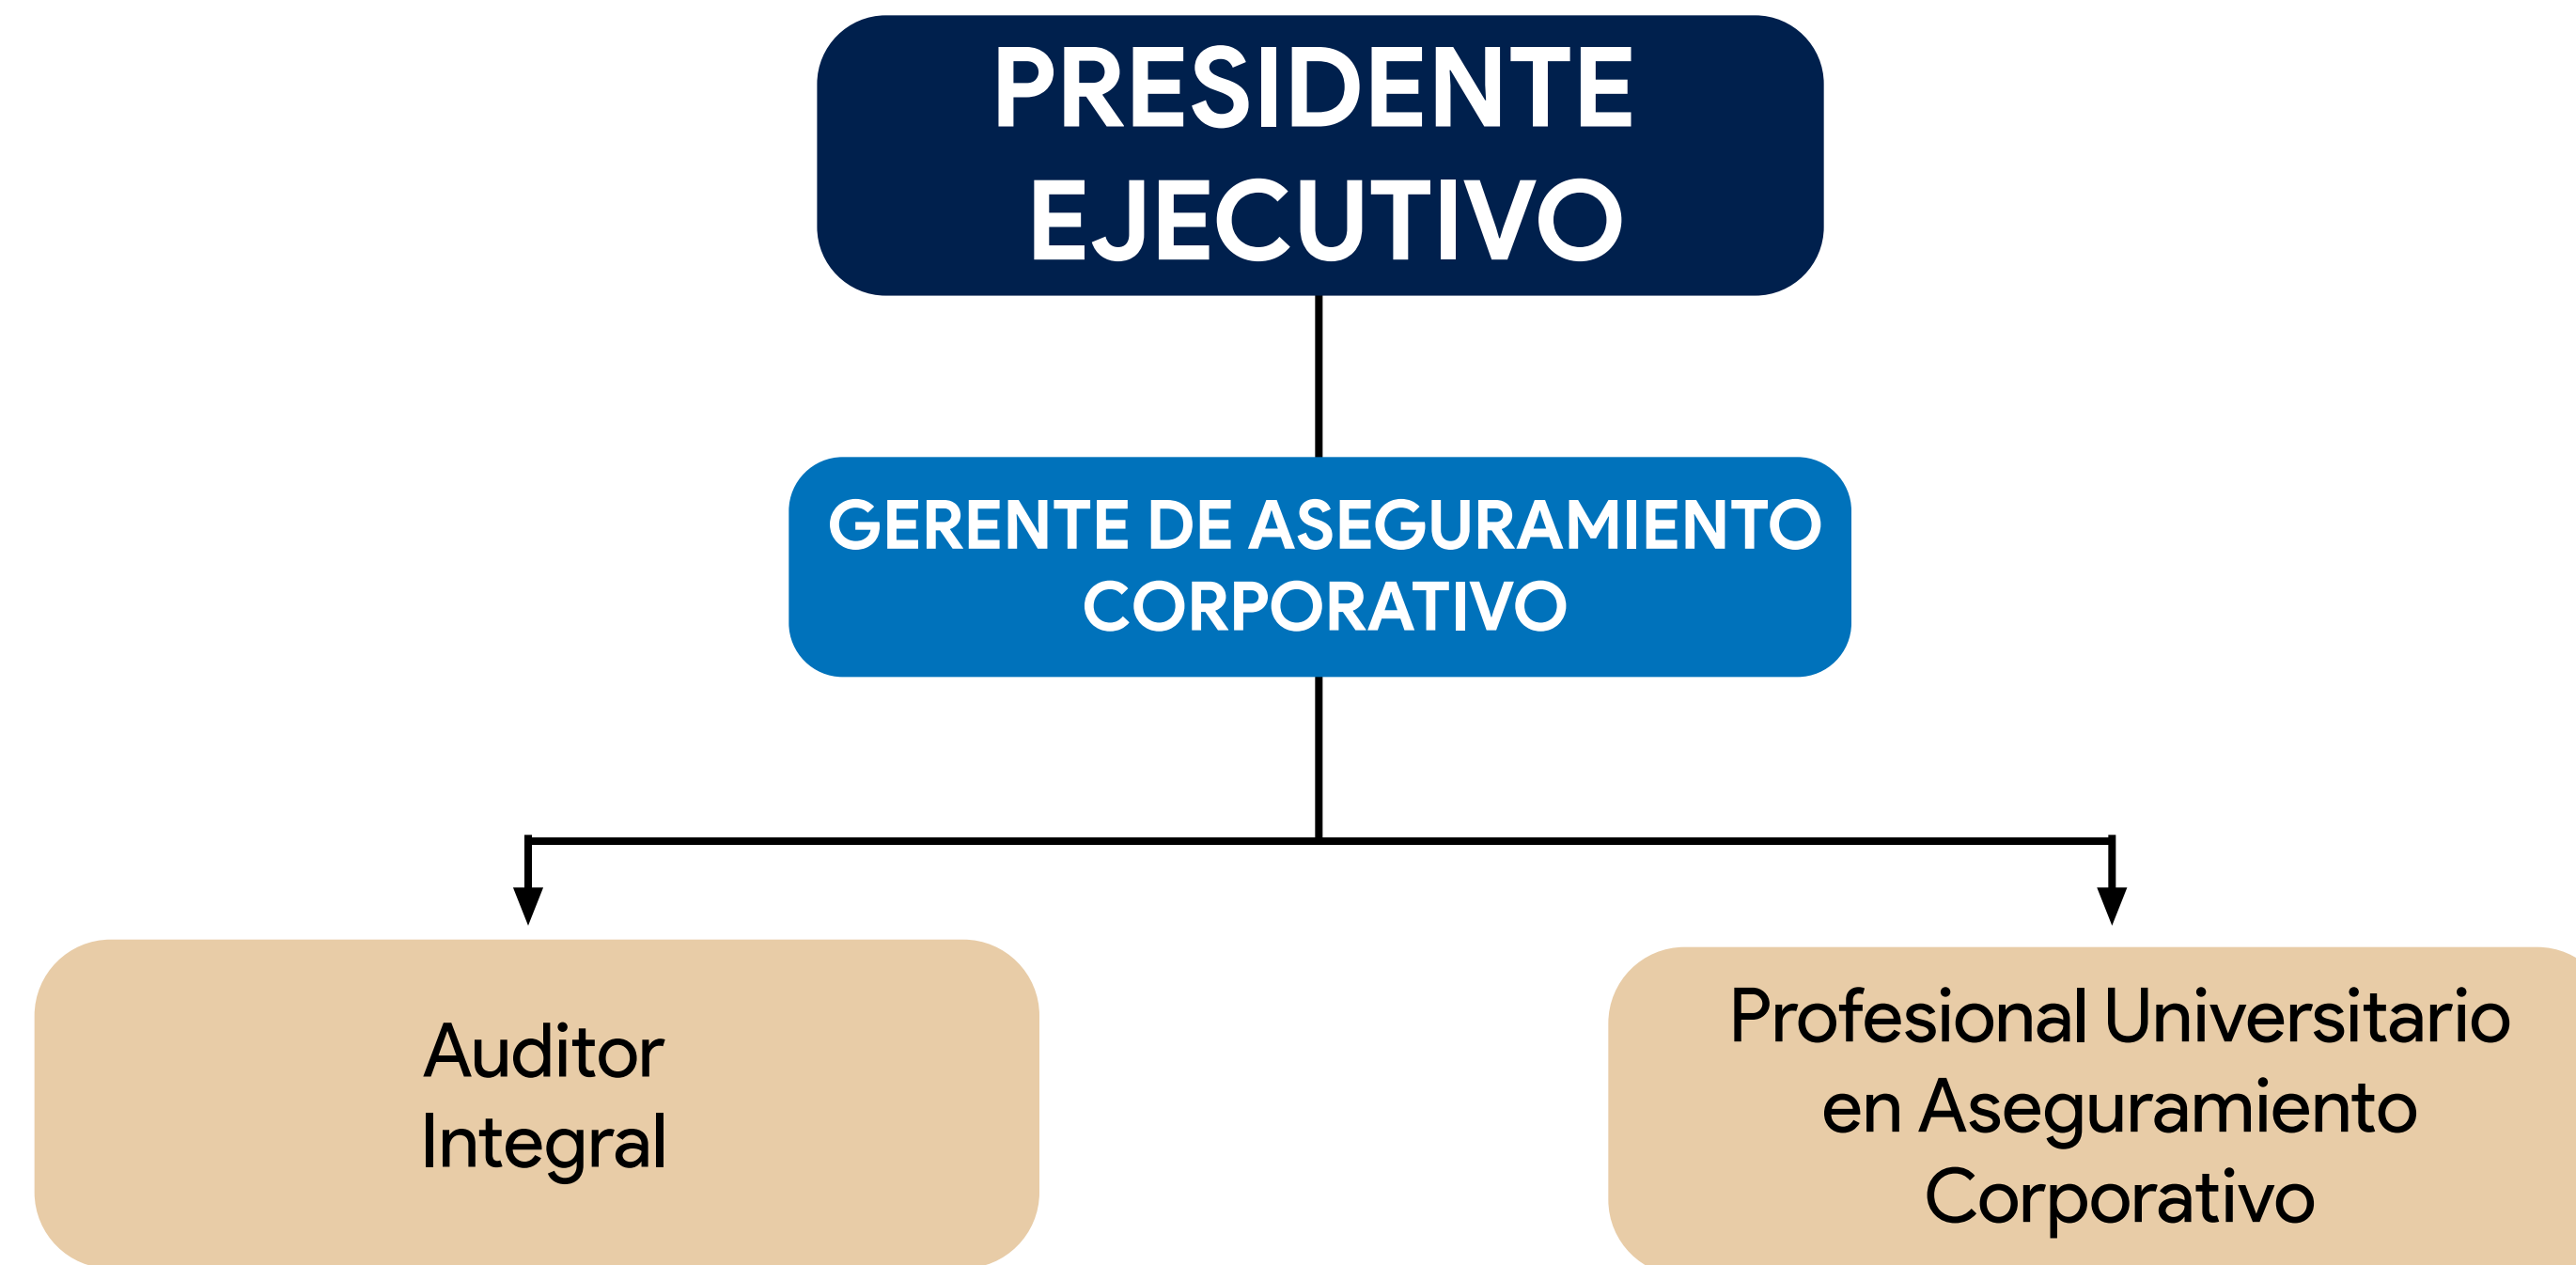 PRESIDENTE
EJECUTIVO
GERENTE DE ASEGURAMIENTO
CORPORATIVO
Auditor
Integral
Profesional Universitario
en Aseguramiento
Corporativo